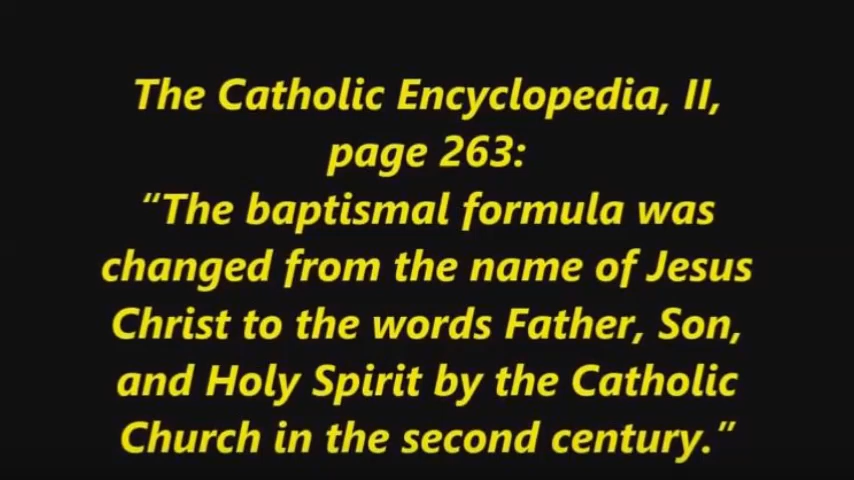 The Catholic Encyclopedia, II,
page 263:
“The baptismal formula was
changed from the name of Jesus
Christ to the words Father, Son,
and Holy Spirit by the Catholic
Church in the second century.”